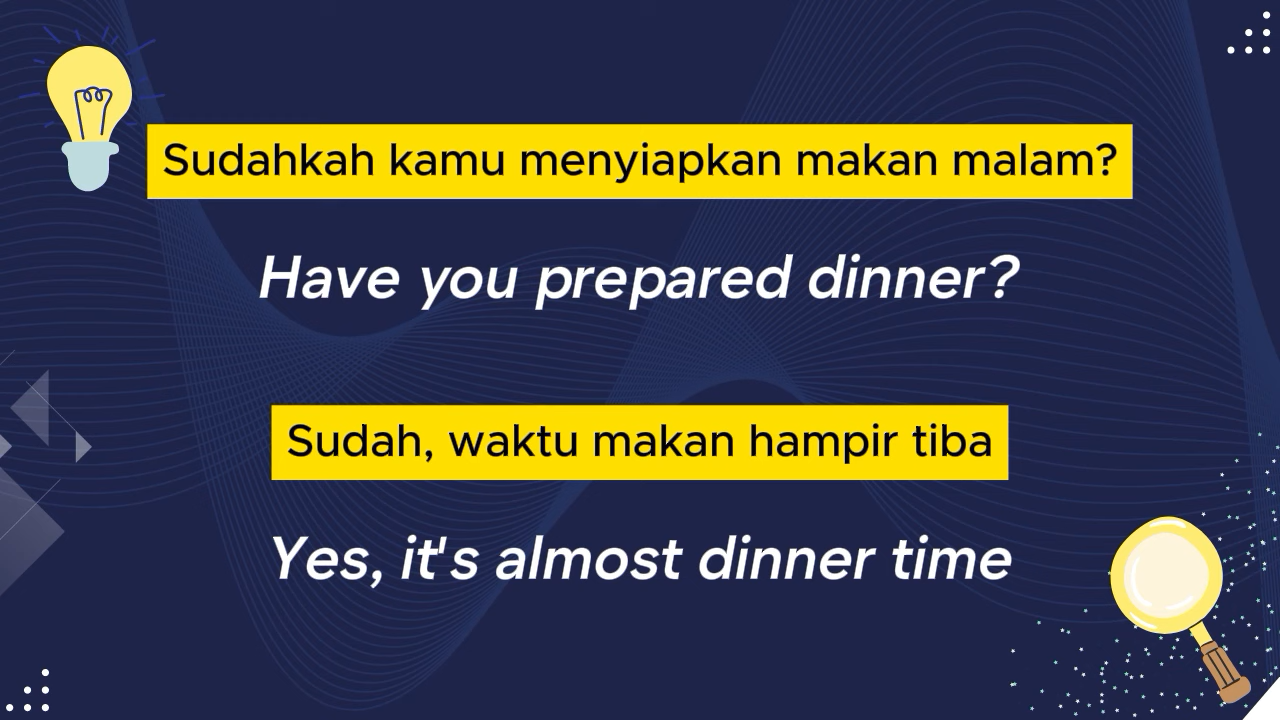 Sudahkah kamu menyiapkan makan malam?
Have you prepared dinner?
Sudah, waktu makan hampir tiba
Yes, it's almost dinner time